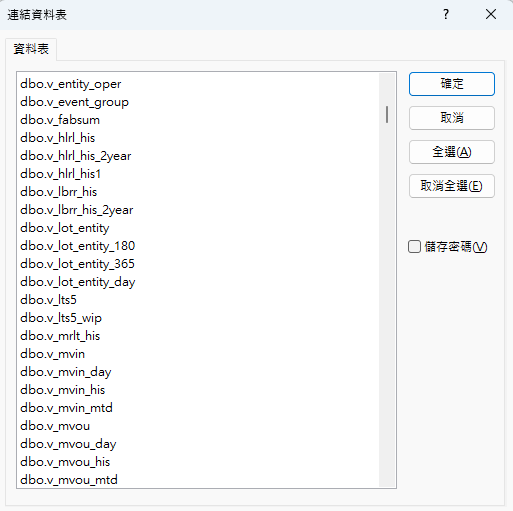 連結資料表
?
資料表
dbo.v_entity_oper
dbo.v_event_group
dbo.v_fabsum
dbo.v_hlrl_his
dbo.v_hlrl_his_2year
dbo.v_hlrl_his1
dbo.v_lbrr_his
dbo.v_lbrr_his_2year
dbo.v_lot_entity
dbo.v_lot_entity_180
dbo.v_lot_entity_365
dbo.v_lot_entity_day
dbo.v_lts5
dbo.v_lts5_wip
dbo.v_mrlt_his
dbo.v_mvin
dbo.v_mvin_day
dbo.v_mvin_his
dbo.v_mvin_mtd
dbo.v_mvou
dbo.v_mvou_day
dbo.v_mvou_his
dbo.v_mvou_mtd
確定
取消
全選(A)
取消全選(E)
儲存密碼(V)